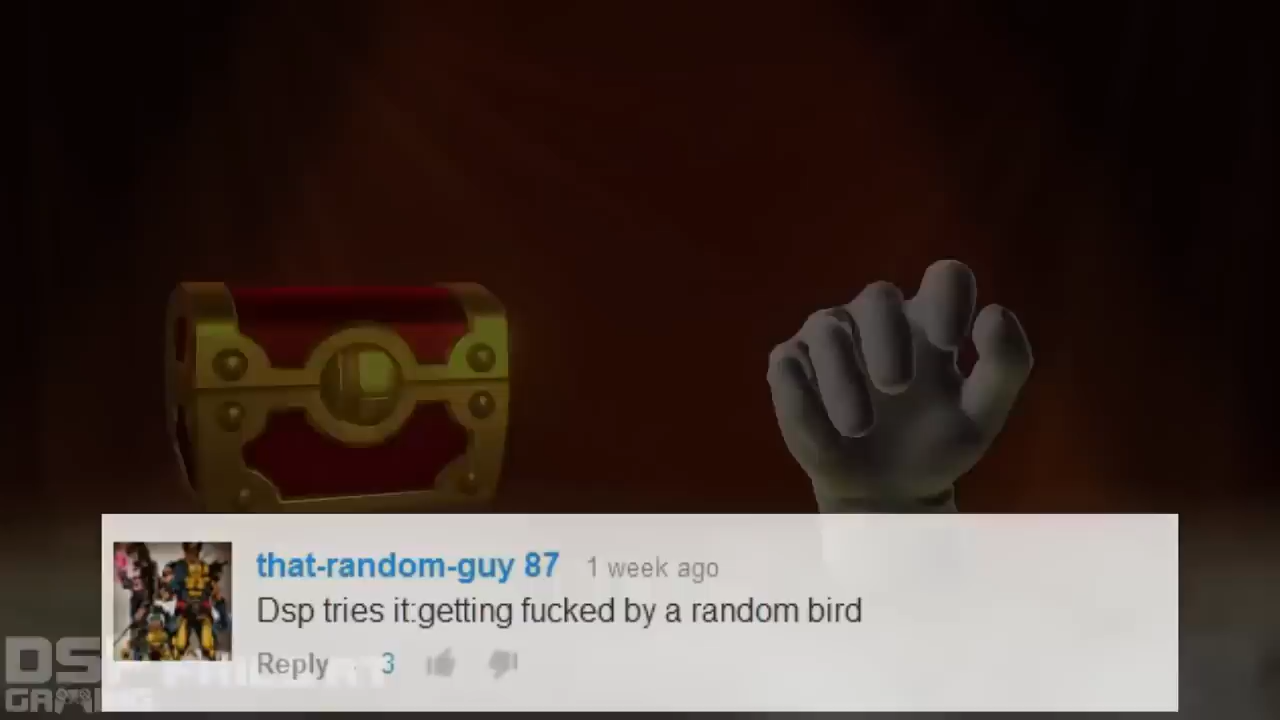 that-random-guy 87 1 week ago
Dsp tries it:getting fucked by a random bird
Reply · 3
DSP
GAMING